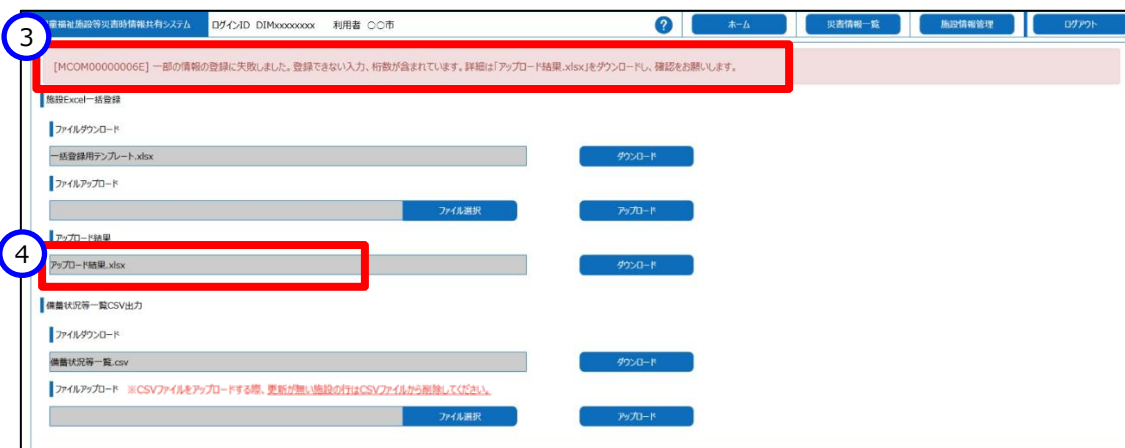 ③
童福祉施設等災害時情報共有システム ログインID DIMxxxxxxxx 利用者 〇〇市 ? ホーム 災害情報一覧 施設情報管理 ログアウト
[MCOM00000006E] 一部の情報の登録に失敗しました。登録できない入力、桁数が含まれています。詳細は「アップロード結果.xlsx」をダウンロードし、確認をお願いします。
施設Excel一括登録
ファイルダウンロード
一括登録用テンプレート.xlsx ダウンロード
ファイルアップロード
ファイル選択 アップロード
アップロード結果
④
アップロード結果.xlsx ダウンロード
備蓄状況等一覧CSV出力
ファイルダウンロード
備蓄状況等一覧.csv ダウンロード
ファイルアップロード ※CSVファイルをアップロードする際、更新が無い施設の行はCSVファイルから削除してください。
ファイル選択 アップロード